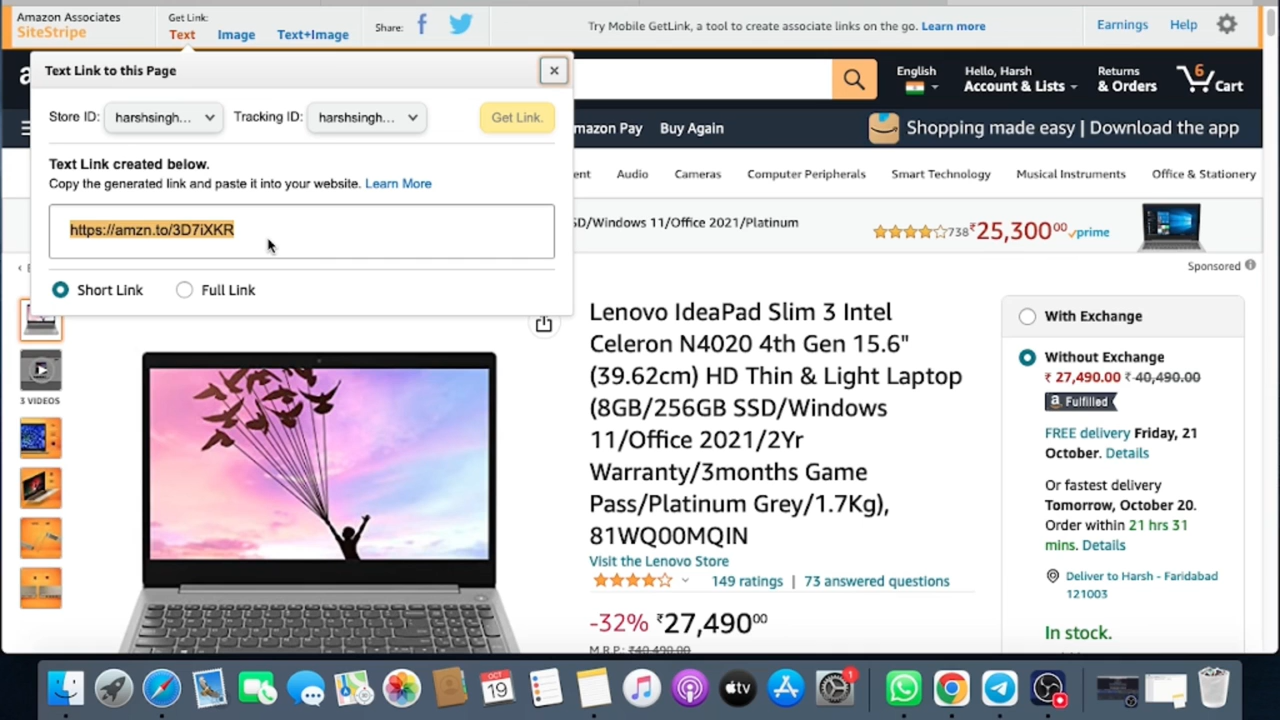 Amazon Associates
SiteStripe
Get Link:
Text Image Text+Image
Share:
Try Mobile GetLink, a tool to create associate links on the go. Learn more
Earnings Help
Text Link to this Page
Store ID: harshsingh... Tracking ID: harshsingh... Get Link.
Text Link created below.
Copy the generated link and paste it into your website. Learn More
https://amzn.to/3D7iXKR
Short Link Full Link
English
Hello, Harsh
Account & Lists
Returns
& Orders
6
Cart
mazon Pay Buy Again
Shopping made easy | Download the app
ent Audio Cameras Computer Peripherals Smart Technology Musical Instruments Office & Stationery
SD/Windows 11/Office 2021/Platinum
738 ₹25,300⁰⁰ prime
Sponsored
3 VIDEOS
Lenovo IdeaPad Slim 3 Intel
Celeron N4020 4th Gen 15.6"
(39.62cm) HD Thin & Light Laptop
(8GB/256GB SSD/Windows
11/Office 2021/2Yr
Warranty/3months Game
Pass/Platinum Grey/1.7Kg),
81WQ00MQIN
Visit the Lenovo Store
149 ratings | 73 answered questions
-32% ₹27,490⁰⁰
M.R.P.: ₹40,490.00
With Exchange
Without Exchange
₹ 27,490.00 ₹ 40,490.00
a Fulfilled
FREE delivery Friday, 21
October. Details
Or fastest delivery
Tomorrow, October 20.
Order within 21 hrs 31
mins. Details
Deliver to Harsh - Faridabad
121003
In stock.
OCT
19
tv
1